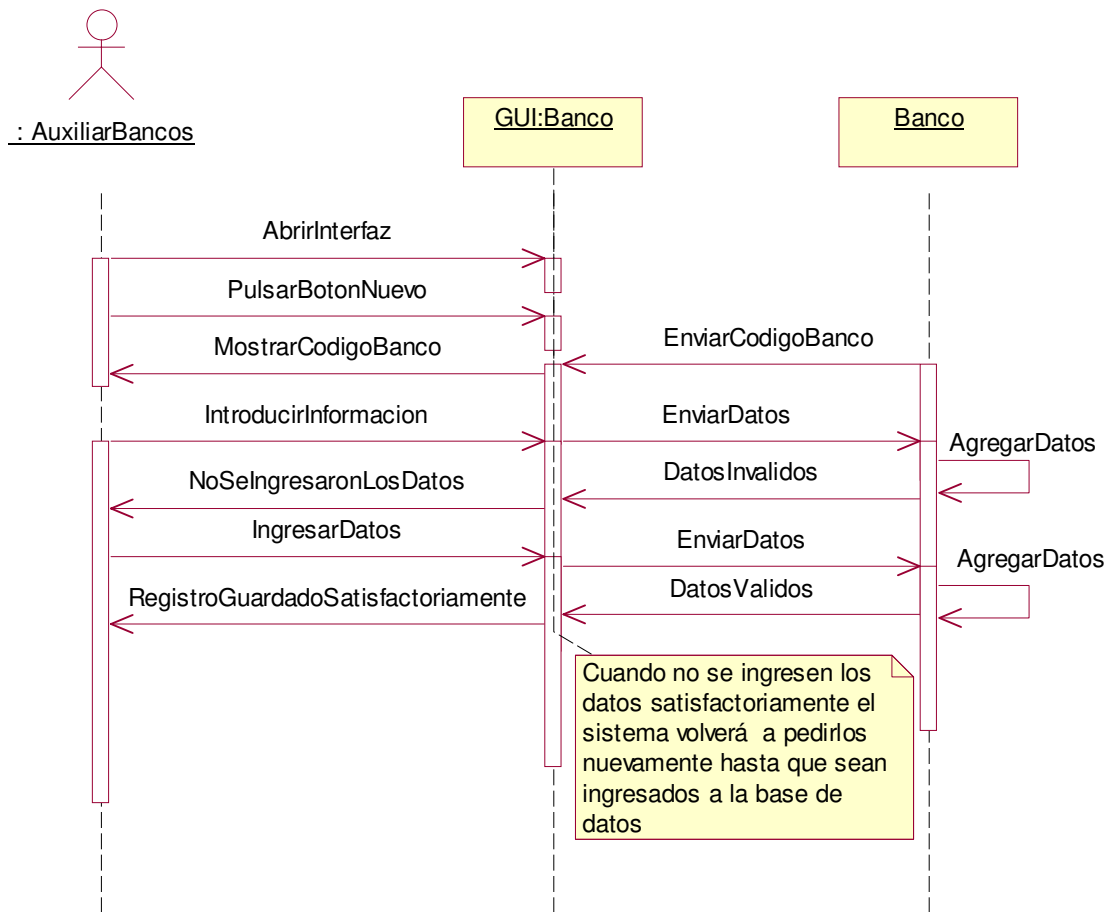 : AuxiliarBancos
GUI:Banco
Banco
AbrirInterfaz
PulsarBotonNuevo
MostrarCodigoBanco
EnviarCodigoBanco
IntroducirInformacion
EnviarDatos
AgregarDatos
NoSeIngresaronLosDatos
DatosInvalidos
IngresarDatos
EnviarDatos
AgregarDatos
RegistroGuardadoSatisfactoriamente
DatosValidos
Cuando no se ingresen los
datos satisfactoriamente el
sistema volverá a pedirlos
nuevamente hasta que sean
ingresados a la base de
datos